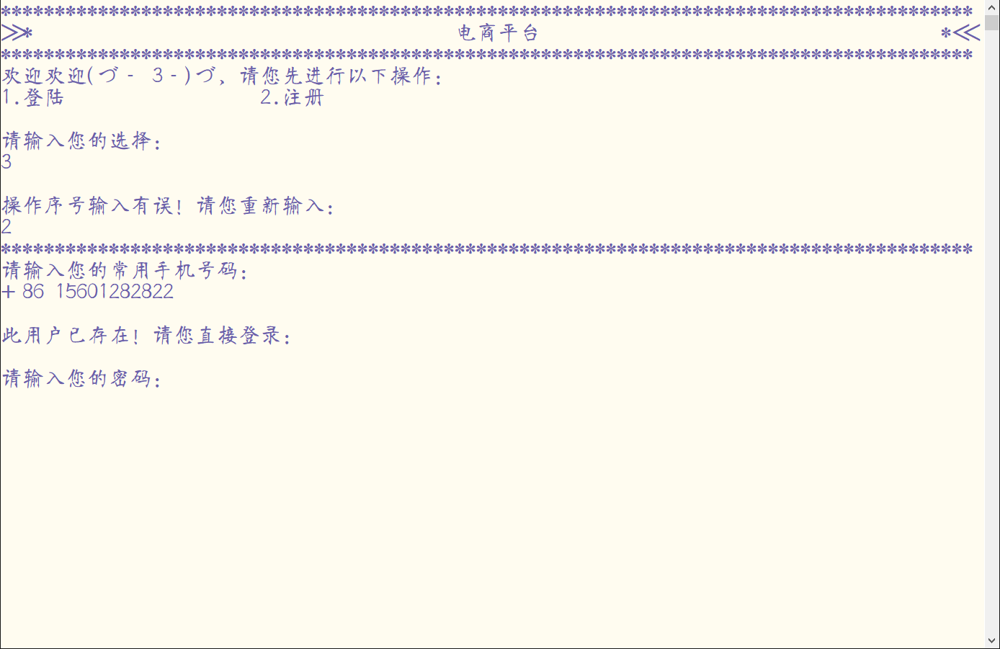 ******************************************************************************************
>>* 电商平台 *<<
******************************************************************************************
欢迎欢迎(づ - 3 -)づ, 请您先进行以下操作:
1.登陆 2.注册
请输入您的选择:
3
操作序号输入有误! 请您重新输入:
2
******************************************************************************************
请输入您的常用手机号码:
+ 86 15601282822
此用户已存在! 请您直接登录:
请输入您的密码: